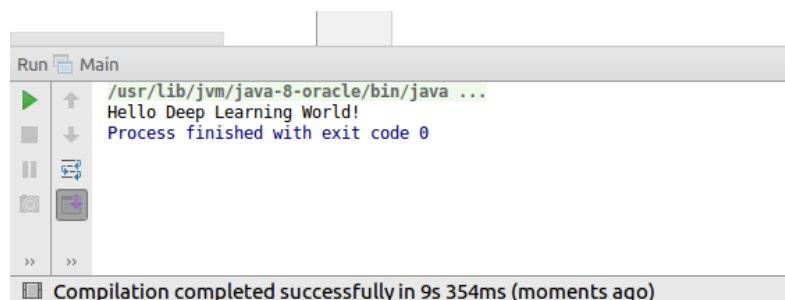 Run Main
/usr/lib/jvm/java-8-oracle/bin/java ...
Hello Deep Learning World!
Process finished with exit code 0
Compilation completed successfully in 9s 354ms (moments ago)